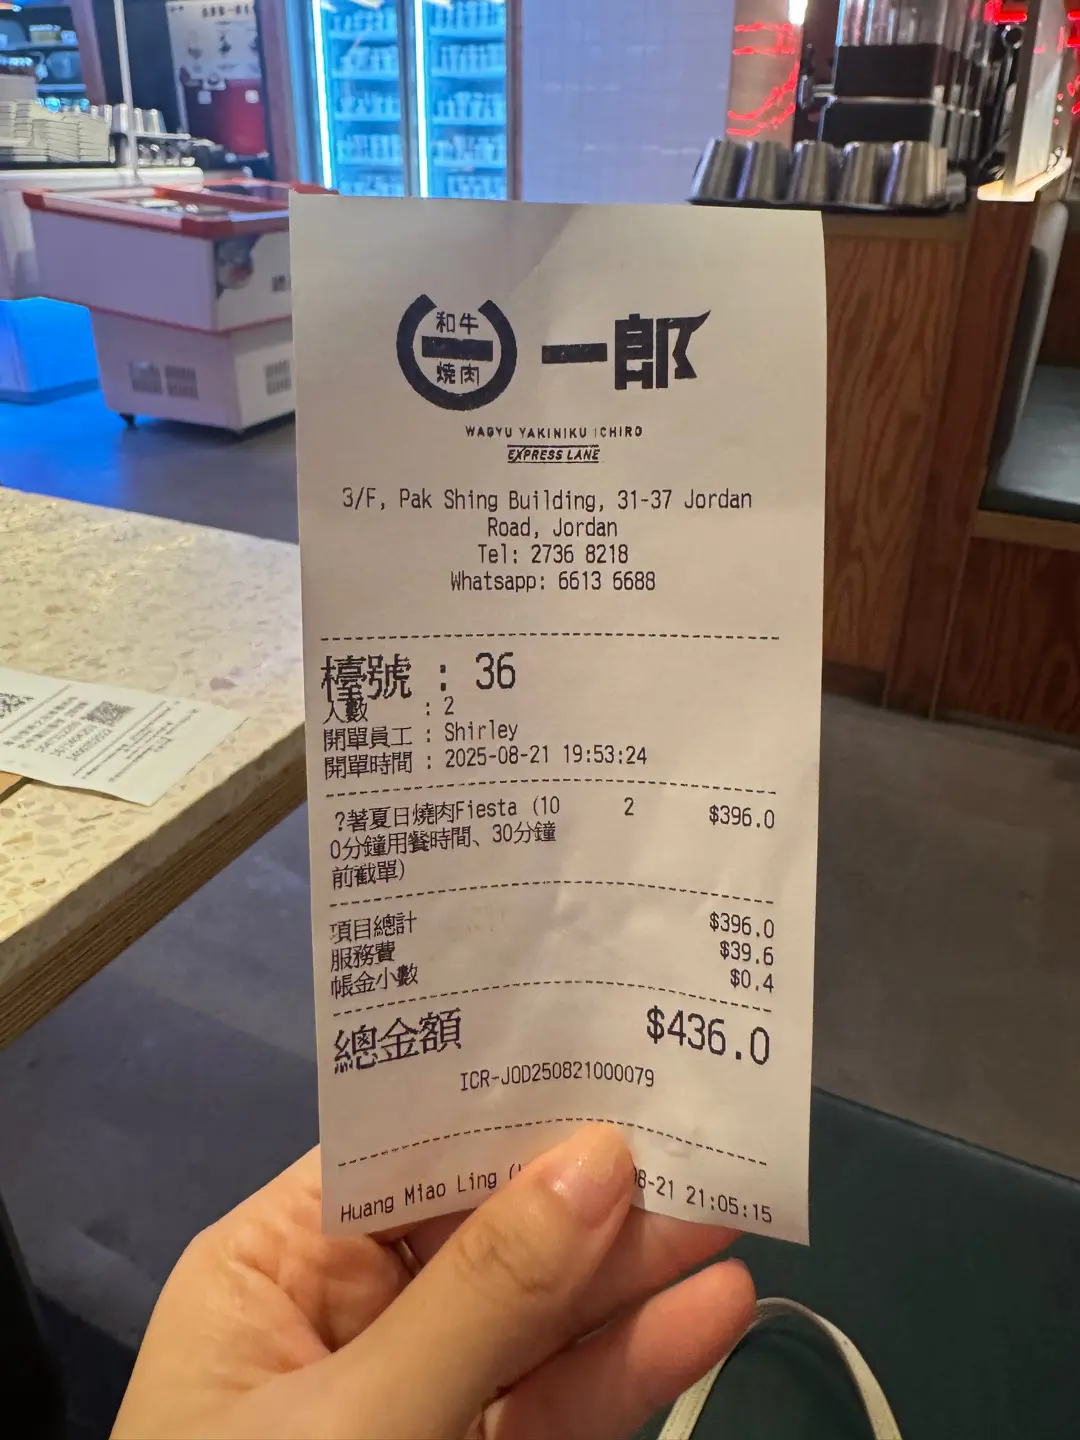 和牛
燒肉
一郎
WAGYU YAKINIKU ICHIRO
EXPRESS LANE
3/F, Pak Shing Building, 31-37 Jordan
Road, Jordan
Tel: 2736 8218
Whatsapp: 6613 6688
檯號 : 36
人數 : 2
開單員工 : Shirley
開單時間 : 2025-08-21 19:53:24
?著夏日燒肉Fiesta (10 2 $396.0
0分鐘用餐時間、30分鐘
前截單)
項目總計 $396.0
服務費 $39.6
帳金小數 $0.4
總金額 $436.0
ICR-JOD250821000079
Huang Miao Ling ( 8-21 21:05:15